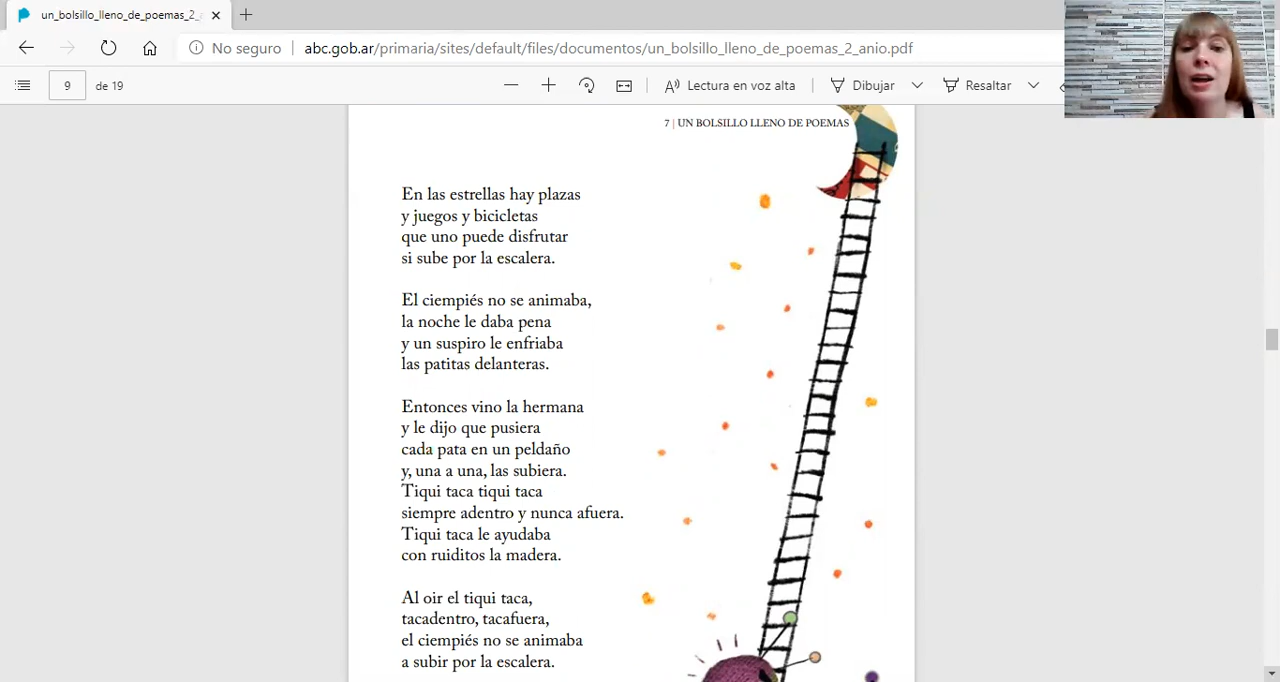 un_bolsillo_lleno_de_poemas_2_a
No seguro | abc.gob.ar/primaria/sites/default/files/documentos/un_bolsillo_lleno_de_poemas_2_anio.pdf
9 de 19
Lectura en voz alta
Dibujar
Resaltar
7 | UN BOLSILLO LLENO DE POEMAS
En las estrellas hay plazas
y juegos y bicicletas
que uno puede disfrutar
si sube por la escalera.
El ciempiés no se animaba,
la noche le daba pena
y un suspiro le enfriaba
las patitas delanteras.
Entonces vino la hermana
y le dijo que pusiera
cada pata en un peldaño
y, una a una, las subiera.
Tiqui taca tiqui taca
siempre adentro y nunca afuera.
Tiqui taca le ayudaba
con ruiditos la madera.
Al oir el tiqui taca,
tacadentro, tacafuera,
el ciempiés no se animaba
a subir por la escalera.